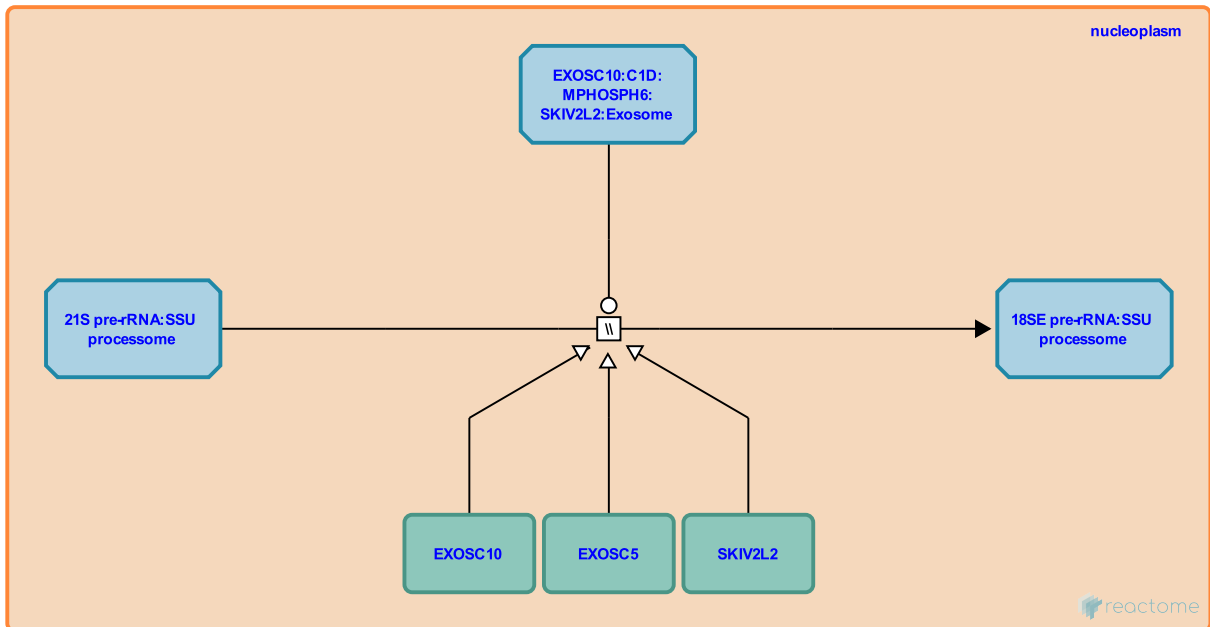 nucleoplasm
EXOSC10:C1D:
MPHOSPH6:
SKIV2L2:Exosome
21S pre-rRNA:SSU
processome
\\
18SE pre-rRNA:SSU
processome
EXOSC10
EXOSC5
SKIV2L2
reactome